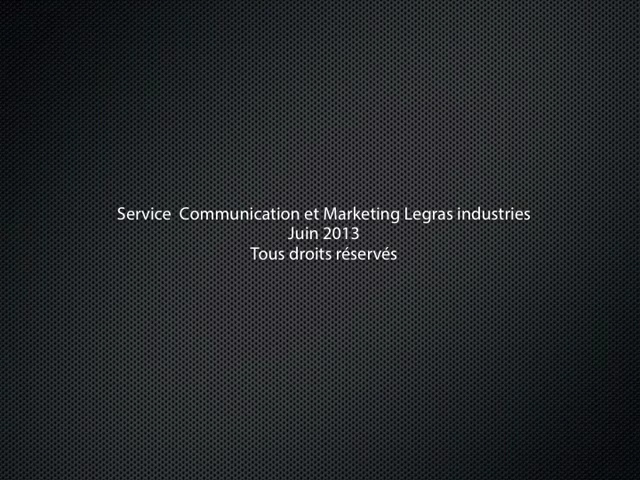 Service  Communication et Marketing Legras industries
Juin 2013
Tous droits réservés